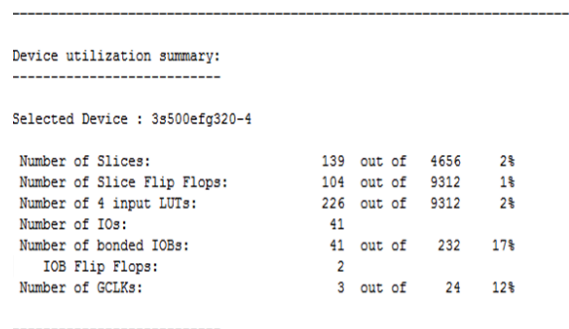 Device utilization summary:
Selected Device : 3s500efg320-4
Number of Slices: 139 out of 4656 2%
Number of Slice Flip Flops: 104 out of 9312 1%
Number of 4 input LUTs: 226 out of 9312 2%
Number of IOs: 41
Number of bonded IOBs: 41 out of 232 17%
IOB Flip Flops: 2
Number of GCLKs: 3 out of 24 12%